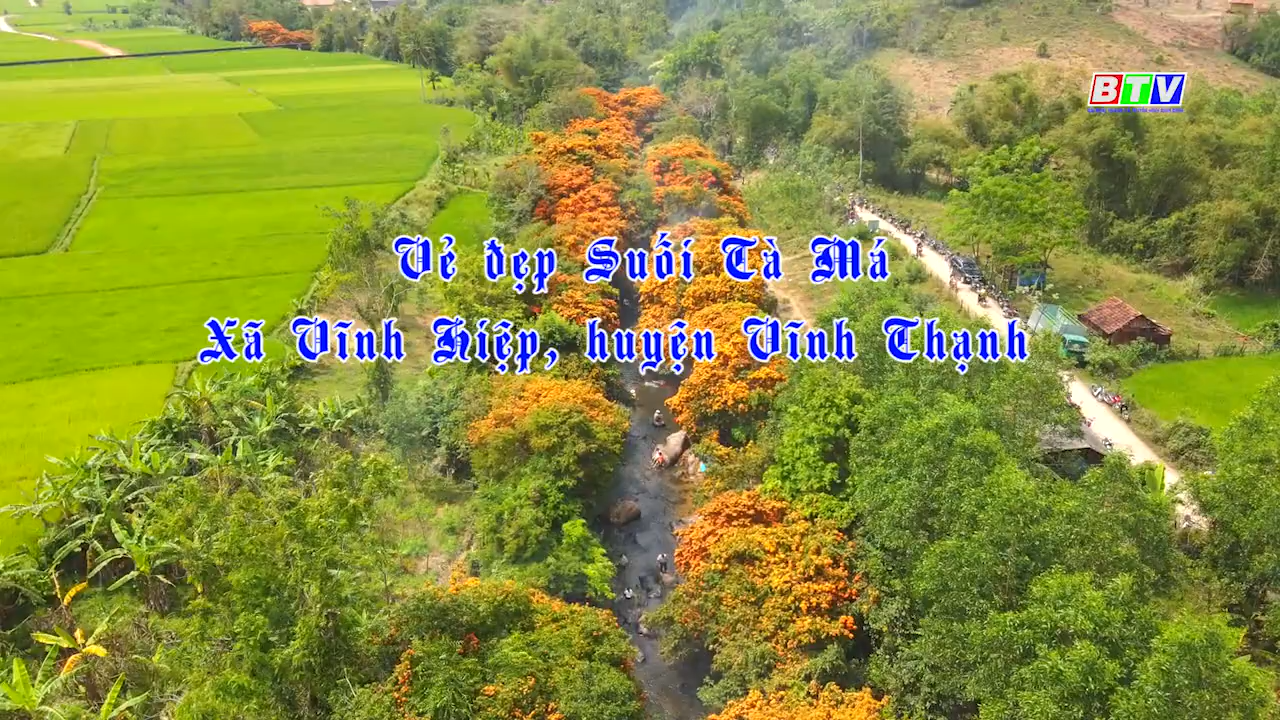 BTV
Vẻ đẹp Suối Tà Má
Xã Vĩnh Hiệp, huyện Vĩnh Thạnh